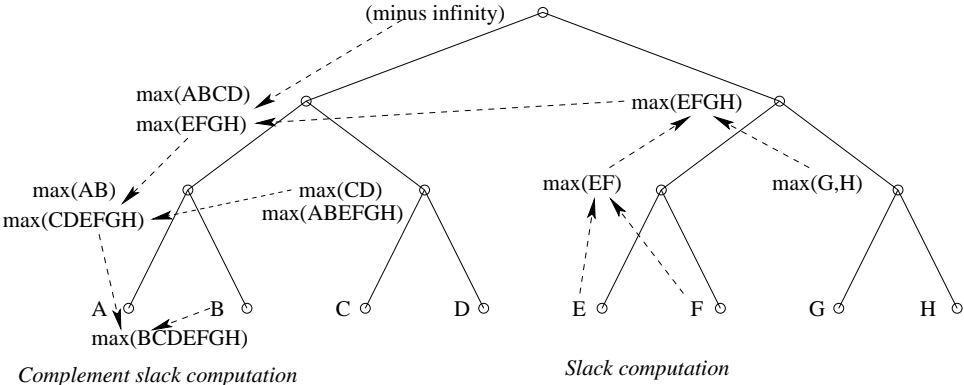 (minus infinity)
max(ABCD)
max(EFGH)
max(EFGH)
max(AB)
max(CD)
max(EF)
max(G,H)
max(CDEFGH)
max(ABEFGH)
A
B
C
D
E
F
G
H
max(BCDEFGH)
Complement slack computation
Slack computation